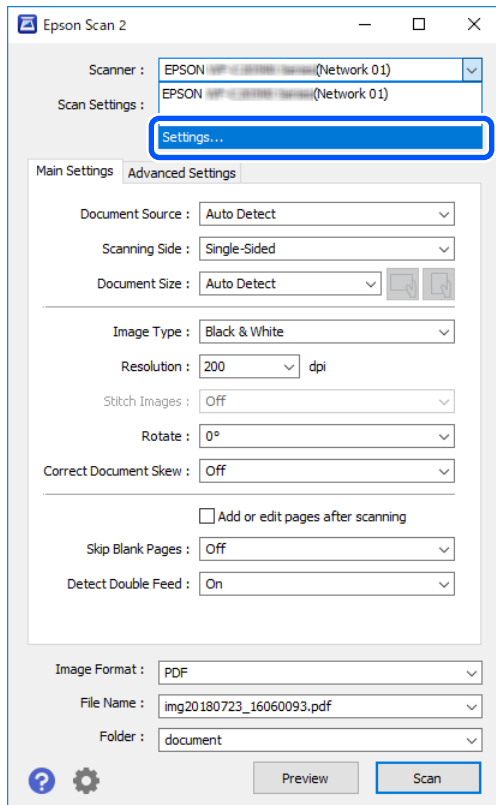 Epson Scan 2
Scanner : EPSON (Network 01)
EPSON (Network 01)
Scan Settings :
Settings...
Main Settings Advanced Settings
Document Source : Auto Detect
Scanning Side : Single-Sided
Document Size : Auto Detect
Image Type : Black & White
Resolution : 200 dpi
Stitch Images : Off
Rotate : 0°
Correct Document Skew : Off
Add or edit pages after scanning
Skip Blank Pages : Off
Detect Double Feed : On
Image Format : PDF
File Name : img20180723_16060093.pdf
Folder : document
? Preview Scan